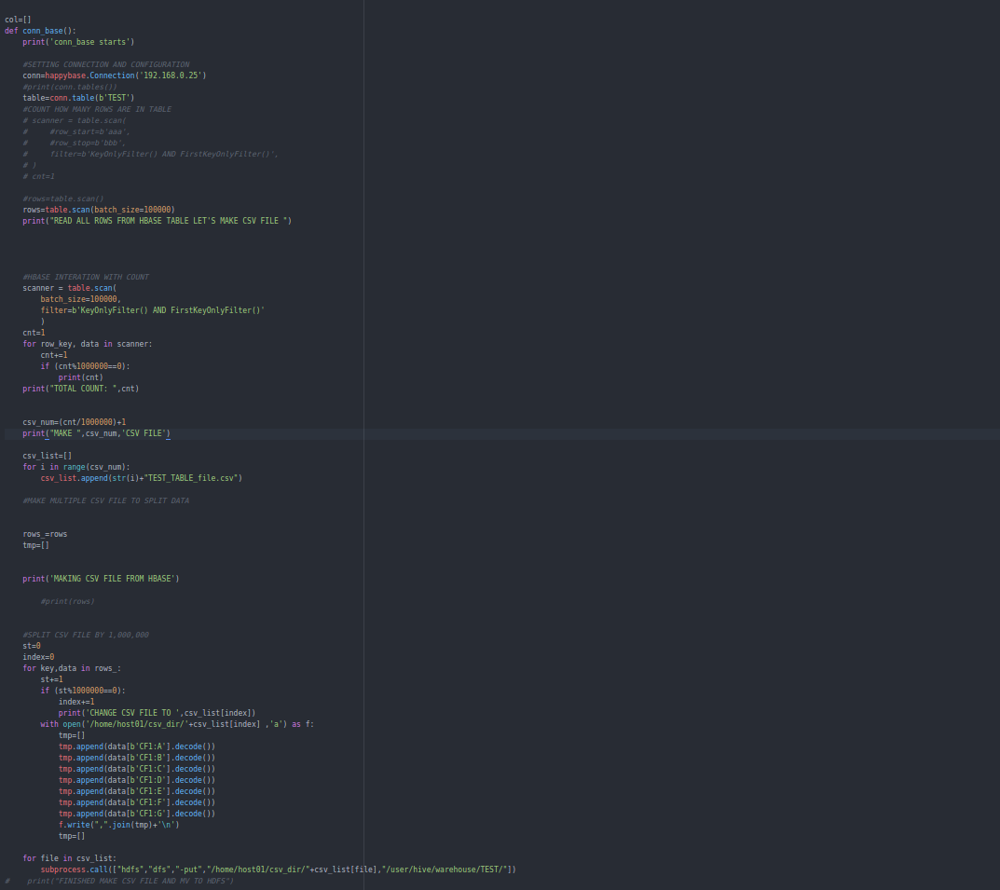 col=[]
def conn_base():
    print('conn_base starts')
    #SETTING CONNECTION AND CONFIGURATION
    conn=happybase.Connection('192.168.0.25')
    #print(conn.tables())
    table=conn.table(b'TEST')
    #COUNT HOW MANY ROWS ARE IN TABLE
    # scanner = table.scan(
    #     #row_start=b'aaa',
    #     #row_stop=b'bbb',
    #     filter=b'KeyOnlyFilter() AND FirstKeyOnlyFilter()',
    # )
    # cnt=1
    #rows=table.scan()
    rows=table.scan(batch_size=100000)
    print("READ ALL ROWS FROM HBASE TABLE LET'S MAKE CSV FILE ")
    #HBASE INTERATION WITH COUNT
    scanner = table.scan(
        batch_size=100000,
        filter=b'KeyOnlyFilter() AND FirstKeyOnlyFilter()'
        )
    cnt=1
    for row_key, data in scanner:
        cnt+=1
        if (cnt%1000000==0):
            print(cnt)
    print("TOTAL COUNT: ",cnt)
    csv_num=(cnt/1000000)+1
    print("MAKE ",csv_num,'CSV FILE')
    csv_list=[]
    for i in range(csv_num):
        csv_list.append(str(i)+"TEST_TABLE_file.csv")
    #MAKE MULTIPLE CSV FILE TO SPLIT DATA
    rows_=rows
    tmp=[]
    print('MAKING CSV FILE FROM HBASE')
        #print(rows)
    #SPLIT CSV FILE BY 1,000,000
    st=0
    index=0
    for key,data in rows_:
        st+=1
        if (st%1000000==0):
            index+=1
            print('CHANGE CSV FILE TO ',csv_list[index])
        with open('/home/host01/csv_dir/'+csv_list[index] ,'a') as f:
            tmp=[]
            tmp.append(data[b'CF1:A'].decode())
            tmp.append(data[b'CF1:B'].decode())
            tmp.append(data[b'CF1:C'].decode())
            tmp.append(data[b'CF1:D'].decode())
            tmp.append(data[b'CF1:E'].decode())
            tmp.append(data[b'CF1:F'].decode())
            tmp.append(data[b'CF1:G'].decode())
            f.write(",".join(tmp)+'\n')
            tmp=[]
    for file in csv_list:
        subprocess.call(["hdfs","dfs","-put","/home/host01/csv_dir/"+csv_list[file],"/user/hive/warehouse/TEST/"])
#    print("FINISHED MAKE CSV FILE AND MV TO HDFS")